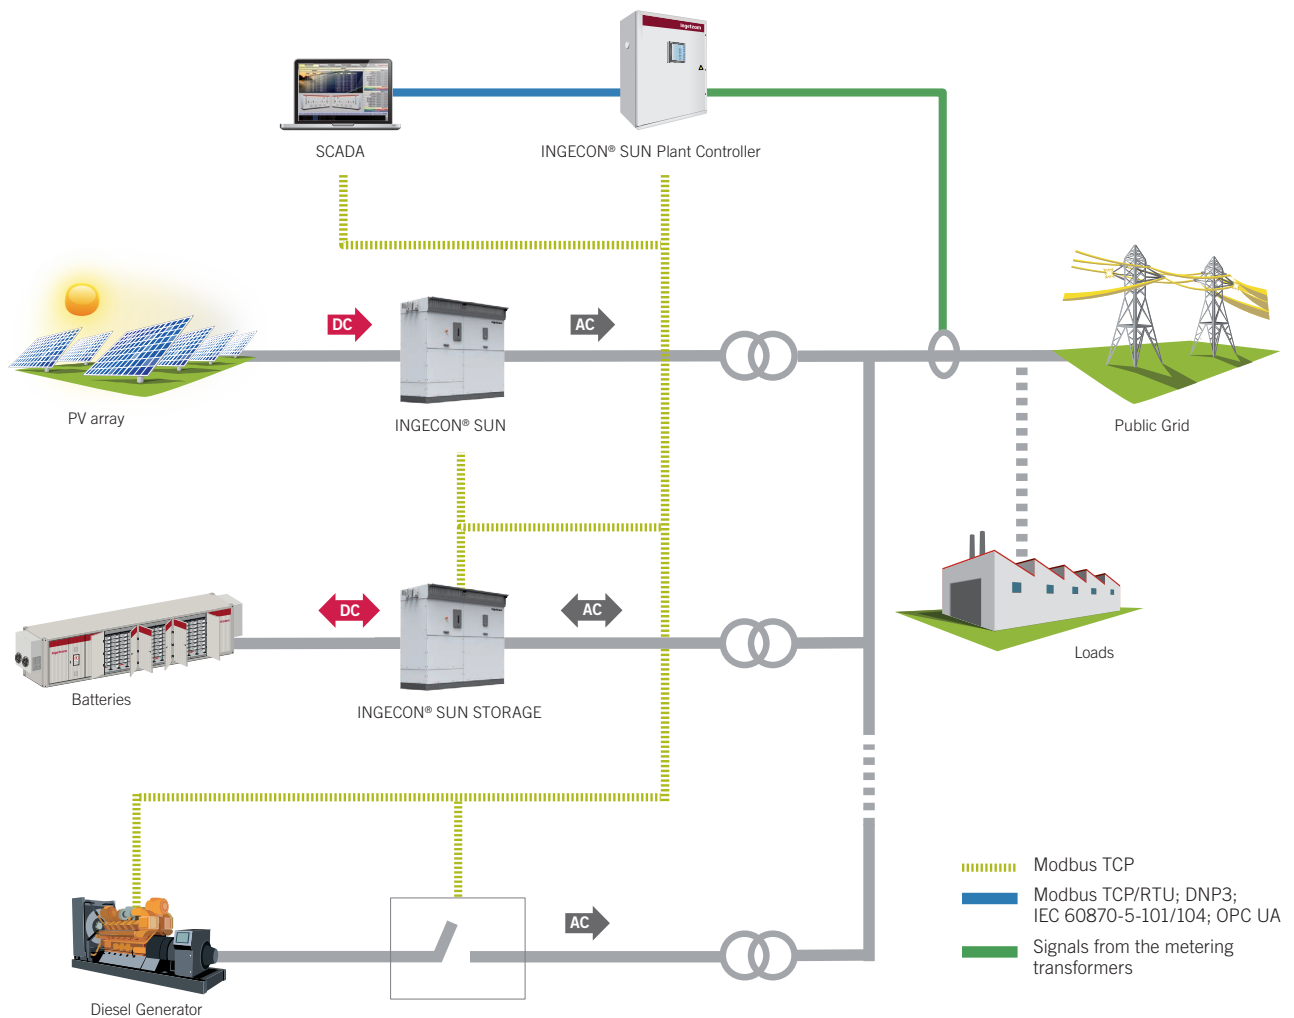 ingeteam
SCADA
INGECON® SUN Plant Controller
DC
AC
PV array
INGECON® SUN
Public Grid
DC
AC
Loads
Batteries
INGECON® SUN STORAGE
Modbus TCP
Modbus TCP/RTU; DNP3;
IEC 60870-5-101/104; OPC UA
AC
Signals from the metering
transformers
Diesel Generator